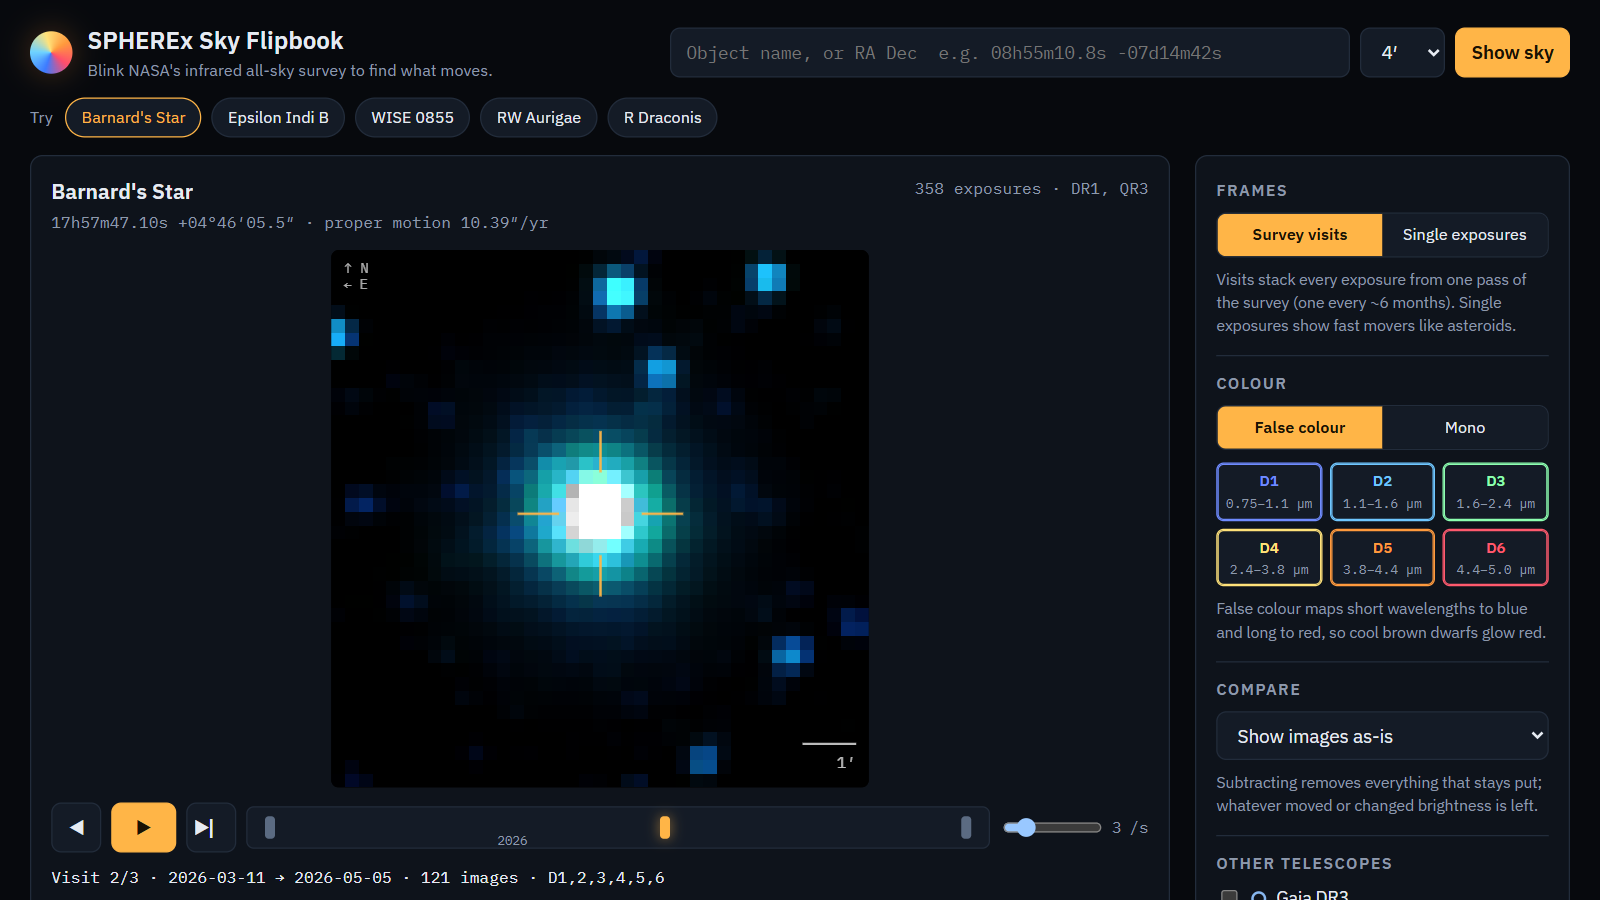 SPHEREx Sky Flipbook
Blink NASA's infrared all-sky survey to find what moves.
Object name, or RA Dec  e.g. 08h55m10.8s -07d14m42s
4′
Show sky
Try
Barnard's Star
Epsilon Indi B
WISE 0855
RW Aurigae
R Draconis
Barnard's Star
358 exposures · DR1, QR3
17h57m47.10s +04°46′05.5″ · proper motion 10.39″/yr
↑ N
← E
1′
2026
3 /s
Visit 2/3 · 2026-03-11 → 2026-05-05 · 121 images · D1,2,3,4,5,6
FRAMES
Survey visits
Single exposures
Visits stack every exposure from one pass of
the survey (one every ~6 months). Single
exposures show fast movers like asteroids.
COLOUR
False colour
Mono
D1
0.75–1.1 µm
D2
1.1–1.6 µm
D3
1.6–2.4 µm
D4
2.4–3.8 µm
D5
3.8–4.4 µm
D6
4.4–5.0 µm
False colour maps short wavelengths to blue
and long to red, so cool brown dwarfs glow red.
COMPARE
Show images as-is
Subtracting removes everything that stays put;
whatever moved or changed brightness is left.
OTHER TELESCOPES
Gaia DR3